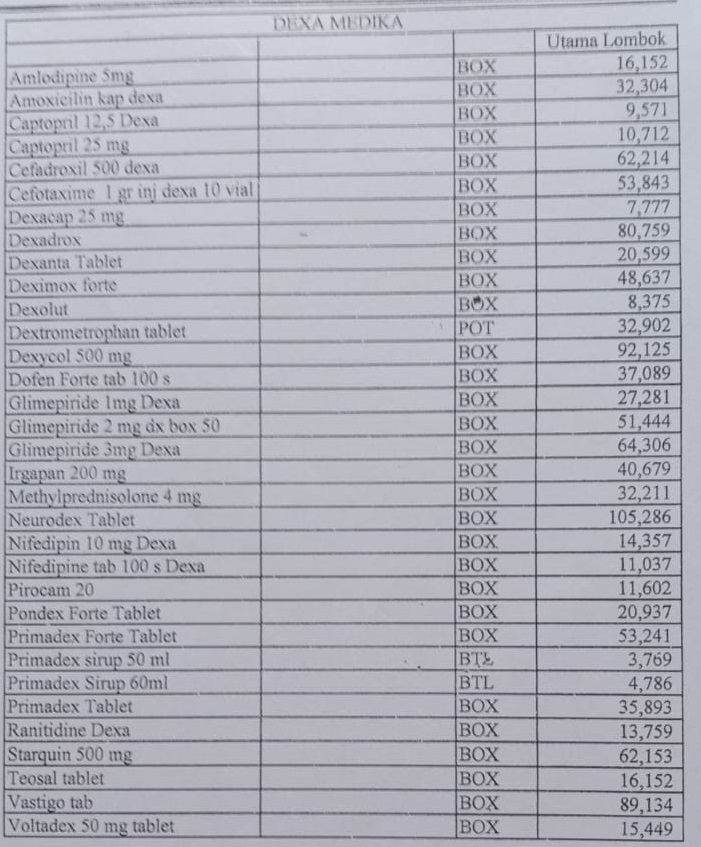 DEXA MEDIKA
Utama Lombok
Amlodipine 5mg BOX 16,152
Amoxicilin kap dexa BOX 32,304
Captopril 12,5 Dexa BOX 9,571
Captopril 25 mg BOX 10,712
Cefadroxil 500 dexa BOX 62,214
Cefotaxime 1 gr inj dexa 10 vial BOX 53,843
Dexacap 25 mg BOX 7,777
Dexadrox BOX 80,759
Dexanta Tablet BOX 20,599
Deximox forte BOX 48,637
Dexolut BOX 8,375
Dextrometrophan tablet POT 32,902
Dexycol 500 mg BOX 92,125
Dofen Forte tab 100 s BOX 37,089
Glimepiride 1mg Dexa BOX 27,281
Glimepiride 2 mg dx box 50 BOX 51,444
Glimepiride 3mg Dexa BOX 64,306
Irgapan 200 mg BOX 40,679
Methylprednisolone 4 mg BOX 32,211
Neurodex Tablet BOX 105,286
Nifedipin 10 mg Dexa BOX 14,357
Nifedipine tab 100 s Dexa BOX 11,037
Pirocam 20 BOX 11,602
Pondex Forte Tablet BOX 20,937
Primadex Forte Tablet BOX 53,241
Primadex sirup 50 ml BTL 3,769
Primadex Sirup 60ml BTL 4,786
Primadex Tablet BOX 35,893
Ranitidine Dexa BOX 13,759
Starquin 500 mg BOX 62,153
Teosal tablet BOX 16,152
Vastigo tab BOX 89,134
Voltadex 50 mg tablet BOX 15,449